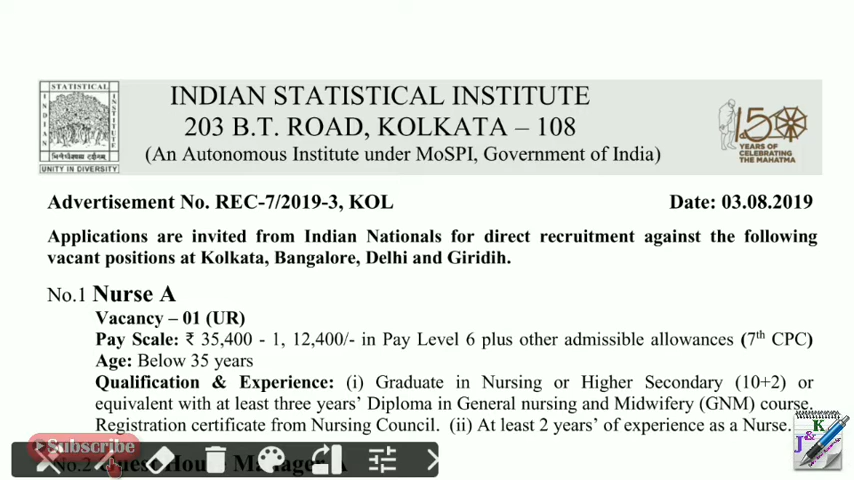 STATISTICAL
INDIAN
INSTITUTE
UNITY IN DIVERSITY
INDIAN STATISTICAL INSTITUTE
203 B.T. ROAD, KOLKATA – 108
(An Autonomous Institute under MoSPI, Government of India)
150
YEARS OF
CELEBRATING
THE MAHATMA
Advertisement No. REC-7/2019-3, KOL Date: 03.08.2019
Applications are invited from Indian Nationals for direct recruitment against the following
vacant positions at Kolkata, Bangalore, Delhi and Giridih.
No.1 Nurse A
Vacancy – 01 (UR)
Pay Scale: ₹ 35,400 - 1, 12,400/- in Pay Level 6 plus other admissible allowances (7th CPC)
Age: Below 35 years
Qualification & Experience: (i) Graduate in Nursing or Higher Secondary (10+2) or
equivalent with at least three years' Diploma in General nursing and Midwifery (GNM) course.
Registration certificate from Nursing Council. (ii) At least 2 years' of experience as a Nurse.
Subscribe
No.2 Guest House Manager A
J&K